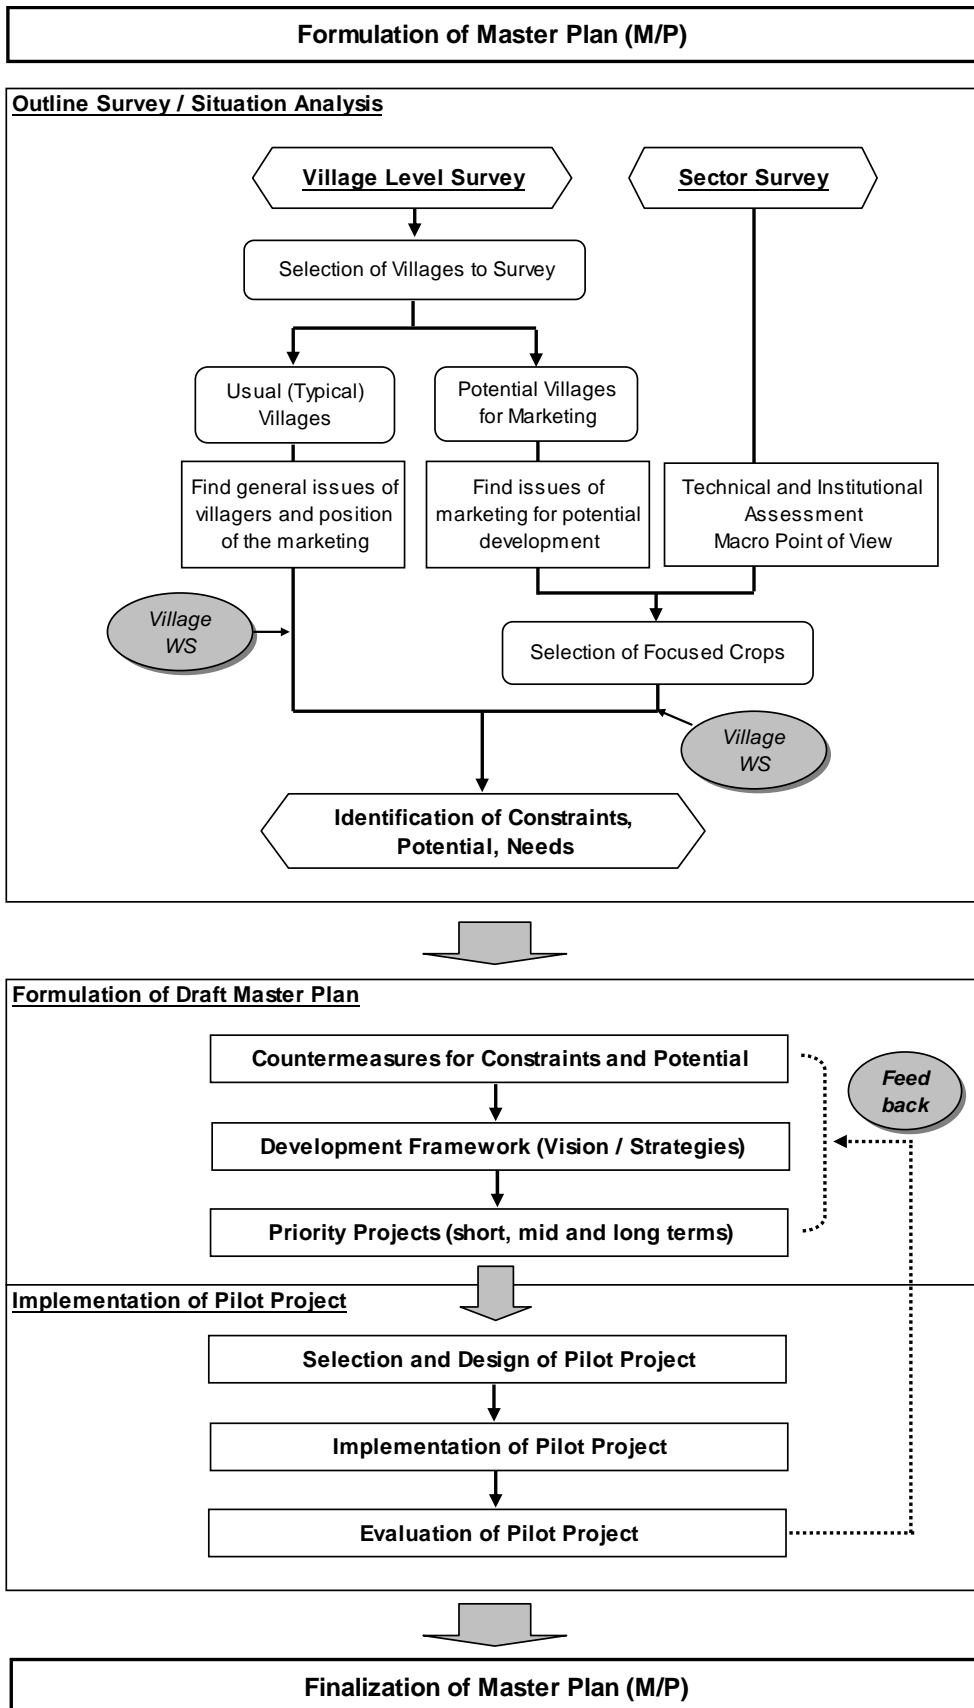 Formulation of Master Plan (M/P)
Outline Survey / Situation Analysis
Village Level Survey
Sector Survey
Selection of Villages to Survey
Usual (Typical)
Villages
Potential Villages
for Marketing
Find general issues of
villagers and position
of the marketing
Find issues of
marketing for potential
development
Technical and Institutional
Assessment
Macro Point of View
Village
WS
Selection of Focused Crops
Village
WS
Identification of Constraints,
Potential, Needs
Formulation of Draft Master Plan
Countermeasures for Constraints and Potential
Feed
back
Development Framework (Vision / Strategies)
Priority Projects (short, mid and long terms)
Implementation of Pilot Project
Selection and Design of Pilot Project
Implementation of Pilot Project
Evaluation of Pilot Project
Finalization of Master Plan (M/P)